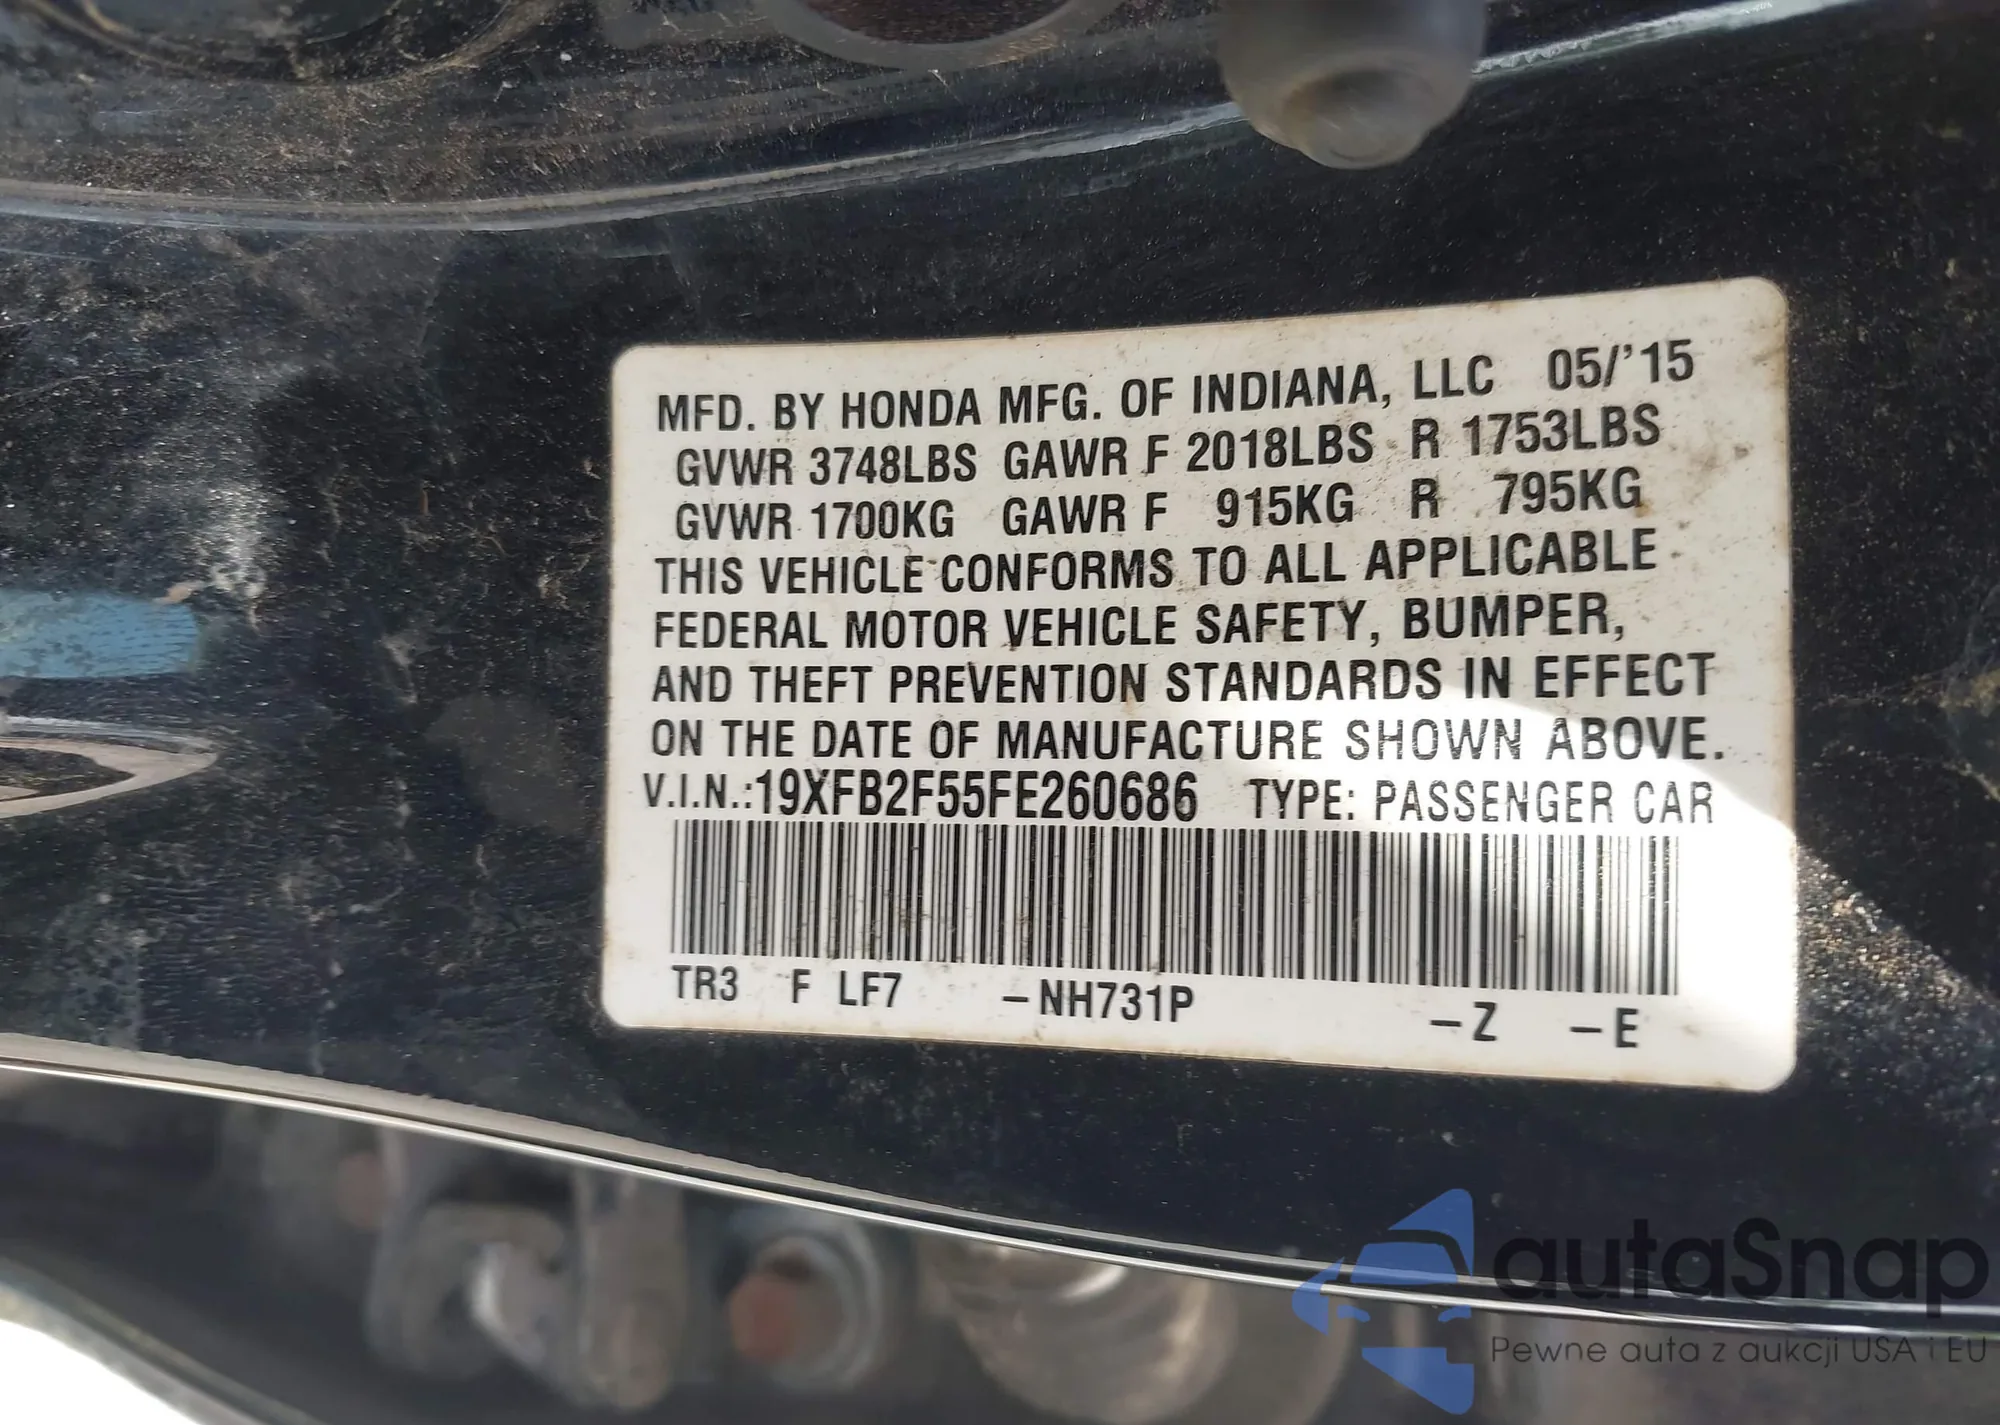 MFD. BY HONDA MFG. OF INDIANA, LLC 05/'15
GVWR 3748LBS GAWR F 2018LBS R 1753LBS
GVWR 1700KG GAWR F 915KG R 795KG
THIS VEHICLE CONFORMS TO ALL APPLICABLE
FEDERAL MOTOR VEHICLE SAFETY, BUMPER,
AND THEFT PREVENTION STANDARDS IN EFFECT
ON THE DATE OF MANUFACTURE SHOWN ABOVE.
V.I.N.:19XFB2F55FE260686 TYPE: PASSENGER CAR
TR3 F LF7 -NH731P -Z -E
autaSnap
Pewne auta z aukcji USA i EU